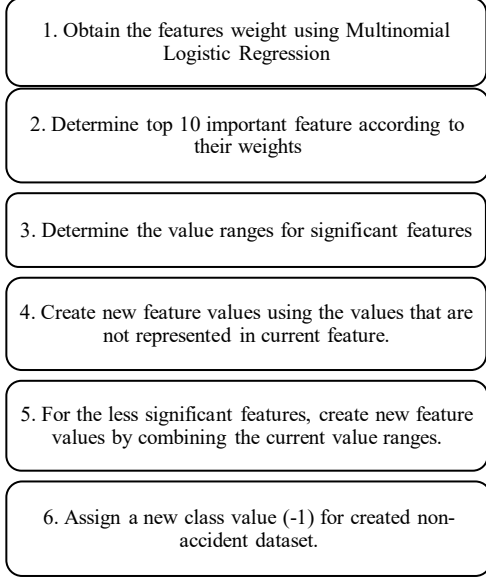 1. Obtain the features weight using Multinomial
Logistic Regression
2. Determine top 10 important feature according to
their weights
3. Determine the value ranges for significant features
4. Create new feature values using the values that are
not represented in current feature.
5. For the less significant features, create new feature
values by combining the current value ranges.
6. Assign a new class value (-1) for created non-
accident dataset.